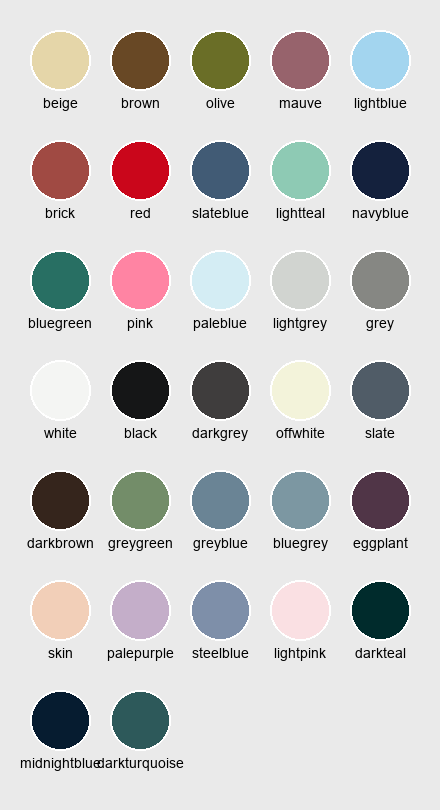 beige brown olive mauve lightblue
brick red slateblue lightteal navyblue
bluegreen pink paleblue lightgrey grey
white black darkgrey offwhite slate
darkbrown greygreen greyblue bluegrey eggplant
skin palepurple steelblue lightpink darkteal
midnightblue darkturquoise